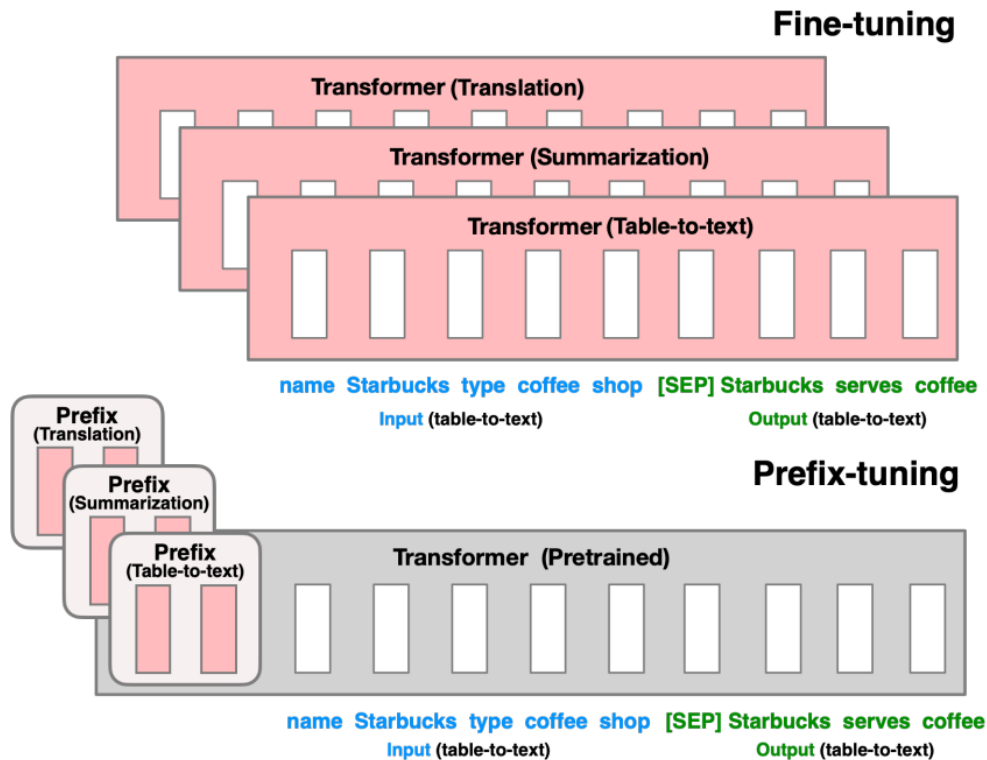 Fine-tuning
Transformer (Translation)
Transformer (Summarization)
Transformer (Table-to-text)
name Starbucks type coffee shop [SEP] Starbucks serves coffee
Input (table-to-text) Output (table-to-text)
Prefix-tuning
Prefix
(Translation)
Prefix
(Summarization)
Prefix
(Table-to-text)
Transformer (Pretrained)
name Starbucks type coffee shop [SEP] Starbucks serves coffee
Input (table-to-text) Output (table-to-text)